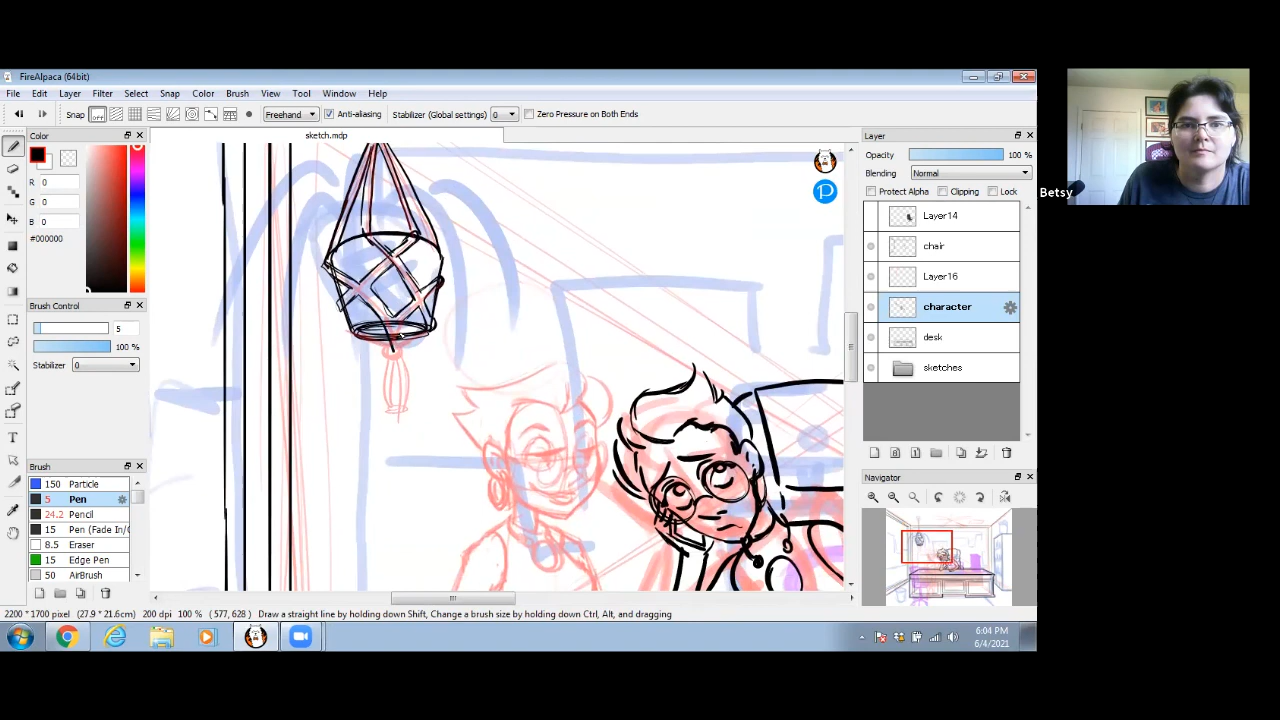 FireAlpaca (64bit)
File Edit Layer Filter Select Snap Color Brush View Tool Window Help
Snap off Freehand Anti-aliasing Stabilizer (Global settings) 0 Zero Pressure on Both Ends
Color
sketch.mdp
Layer
R 0
G 0
B 0
#000000
Opacity 100 %
Blending Normal
Protect Alpha Clipping Lock
Betsy
Layer14
chair
Layer16
character
desk
sketches
Brush Control
5
100 %
Stabilizer 0
Brush
150 Particle
5 Pen
24.2 Pencil
15 Pen (Fade In/O
8.5 Eraser
15 Edge Pen
50 AirBrush
Navigator
2200 * 1700 pixel (27.9 * 21.6cm) 200 dpi 100 % ( 577, 628 ) Draw a straight line by holding down Shift, Change a brush size by holding down Ctrl, Alt, and dragging
6:04 PM
6/4/2021